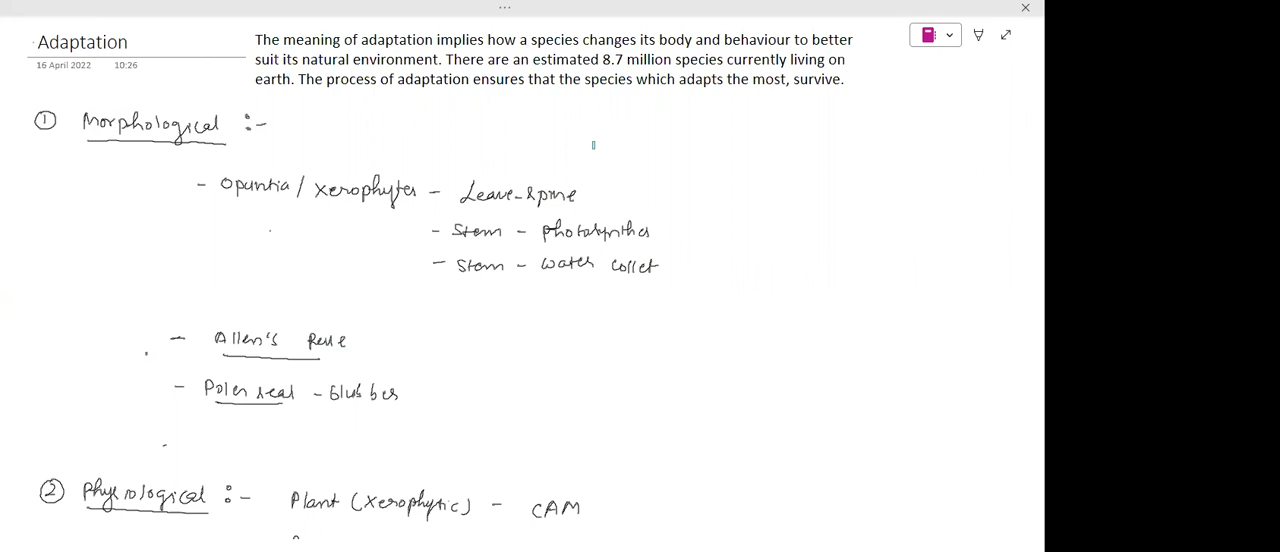 Adaptation
16 April 2022 10:26
The meaning of adaptation implies how a species changes its body and behaviour to better
suit its natural environment. There are an estimated 8.7 million species currently living on
earth. The process of adaptation ensures that the species which adapts the most, survive.
① Morphological :-
- Opuntia / Xerophytes - Leave - Spine
- Stem - photosynthes
- Stem - water collet
- Allen's Rule
- Polar seal - Blubber
② Physiological :- Plant (Xerophytic) - CAM